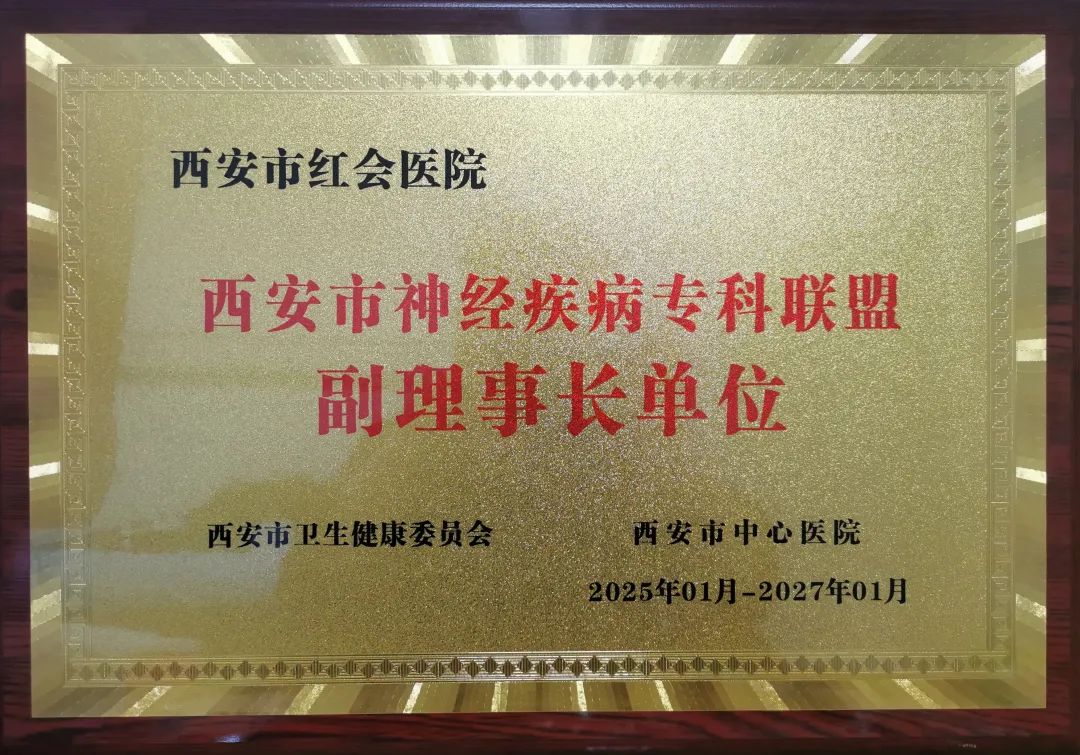 西安市红会医院
西安市神经疾病专科联盟
副理事长单位
西安市卫生健康委员会 西安市中心医院
2025年01月-2027年01月